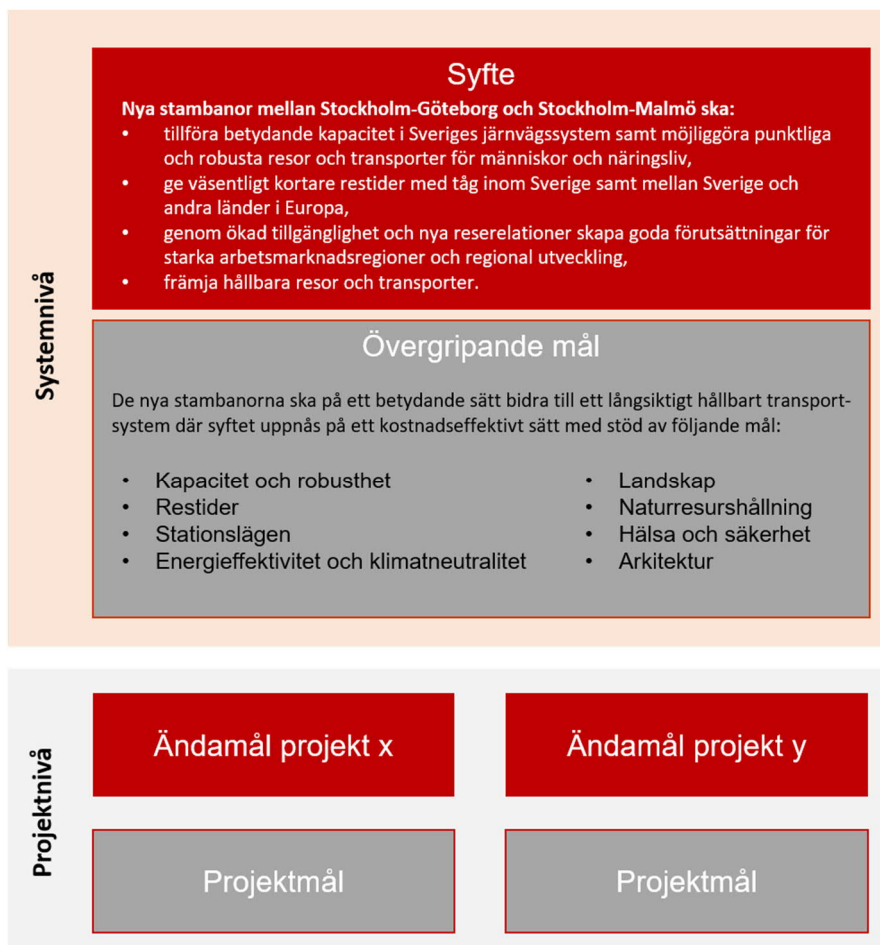 Systemnivå
Syfte
Nya stambanor mellan Stockholm-Göteborg och Stockholm-Malmö ska:
• tillföra betydande kapacitet i Sveriges järnvägssystem samt möjliggöra punktliga
och robusta resor och transporter för människor och näringsliv,
• ge väsentligt kortare restider med tåg inom Sverige samt mellan Sverige och
andra länder i Europa,
• genom ökad tillgänglighet och nya reserelationer skapa goda förutsättningar för
starka arbetsmarknadsregioner och regional utveckling,
• främja hållbara resor och transporter.
Övergripande mål
De nya stambanorna ska på ett betydande sätt bidra till ett långsiktigt hållbart transport-
system där syftet uppnås på ett kostnadseffektivt sätt med stöd av följande mål:
• Kapacitet och robusthet
• Restider
• Stationslägen
• Energieffektivitet och klimatneutralitet
• Landskap
• Naturresurshållning
• Hälsa och säkerhet
• Arkitektur
Projektnivå
Ändamål projekt x
Ändamål projekt y
Projektmål
Projektmål